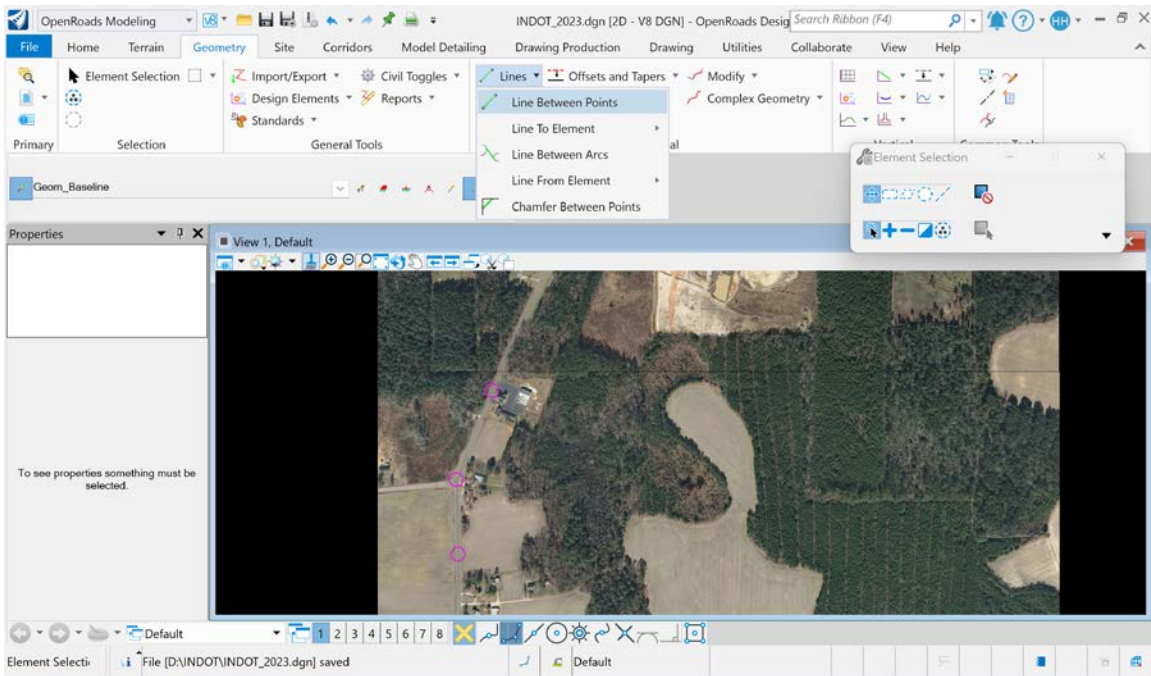 OpenRoads Modeling
INDOT_2023.dgn [2D - V8 DGN] - OpenRoads Desig
Search Ribbon (F4)
HH
File Home Terrain Geometry Site Corridors Model Detailing Drawing Production Drawing Utilities Collaborate View Help
Element Selection
Import/Export
Civil Toggles
Lines
Offsets and Tapers
Modify
Design Elements
Reports
Line Between Points
Complex Geometry
Standards
Line To Element
Primary
Selection
General Tools
Line Between Arcs
al
Geom_Baseline
Line From Element
Chamfer Between Points
Element Selection
Properties
View 1, Default
To see properties something must be
selected.
Default
1 2 3 4 5 6 7 8
Element Selecti
File [D:\INDOT\INDOT_2023.dgn] saved
Default